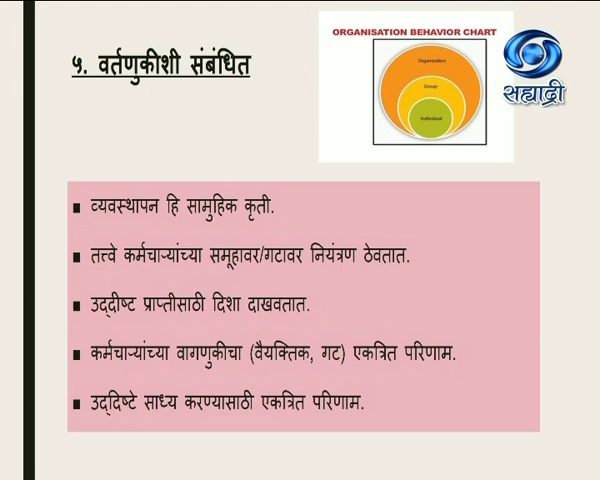 ५. वर्तणुकीशी संबंधित
ORGANISATION BEHAVIOR CHART
Organization
Group
Individual
सह्याद्री
व्यवस्थापन हि सामुहिक कृती.
तत्त्वे कर्मचाऱ्यांच्या समूहावर/गटावर नियंत्रण ठेवतात.
उद्दीष्ट प्राप्तीसाठी दिशा दाखवतात.
कर्मचाऱ्यांच्या वागणुकीचा (वैयक्तिक, गट) एकत्रित परिणाम.
उद्दिष्टे साध्य करण्यासाठी एकत्रित परिणाम.